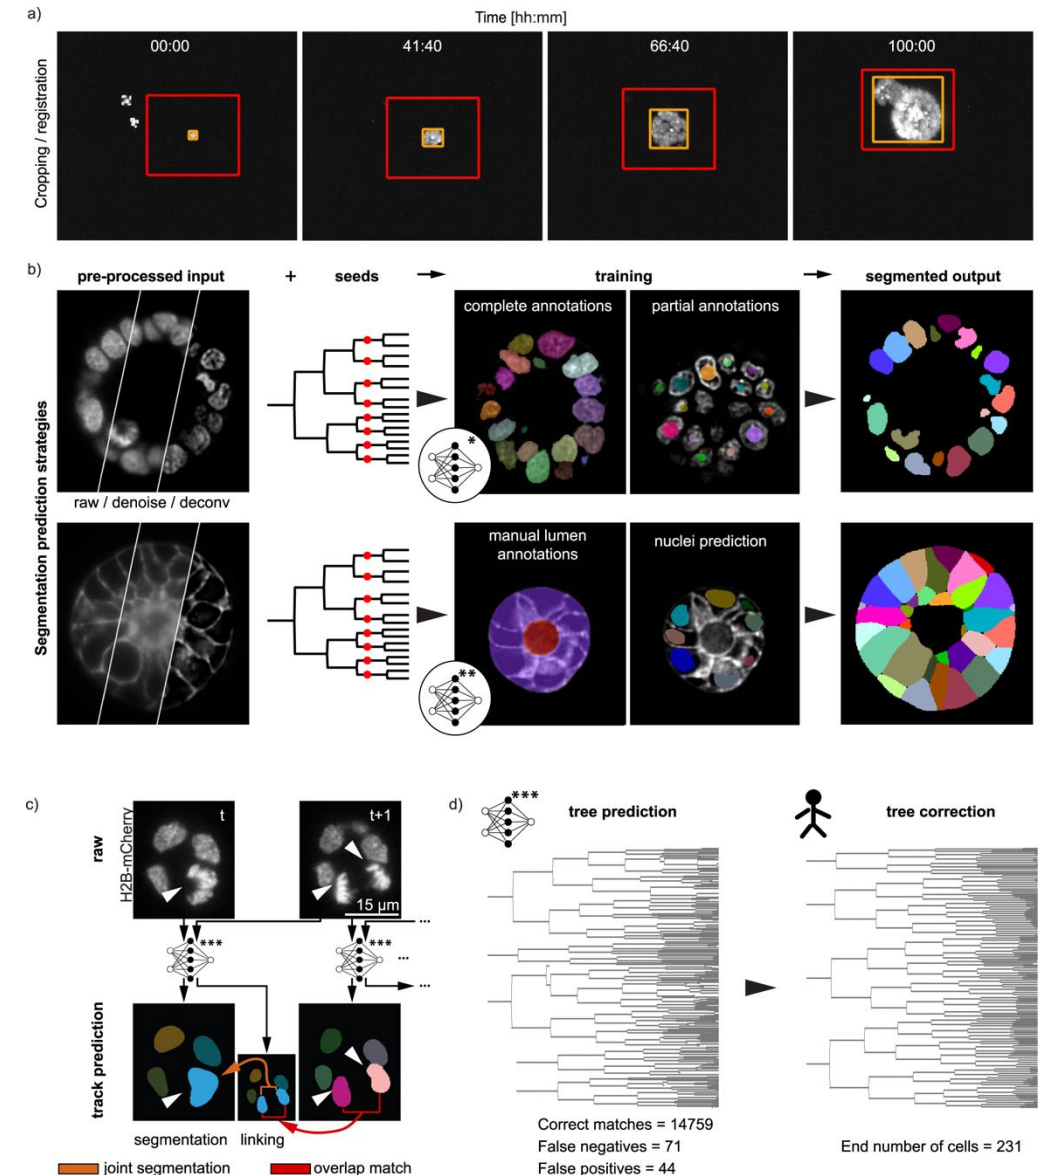 a)
Time [hh:mm]
Cropping / registration
00:00
41:40
66:40
100:00
b)
pre-processed input
+
seeds
training
segmented output
Segmentation prediction strategies
complete annotations
partial annotations
*
raw / denoise / deconv
manual lumen
annotations
nuclei prediction
**
c)
raw
H2B-mCherry
t
t+1
15 µm
...
***
***
...
...
track prediction
segmentation
linking
joint segmentation
overlap match
d)
***
tree prediction
tree correction
Correct matches = 14759
False negatives = 71
False positives = 44
End number of cells = 231